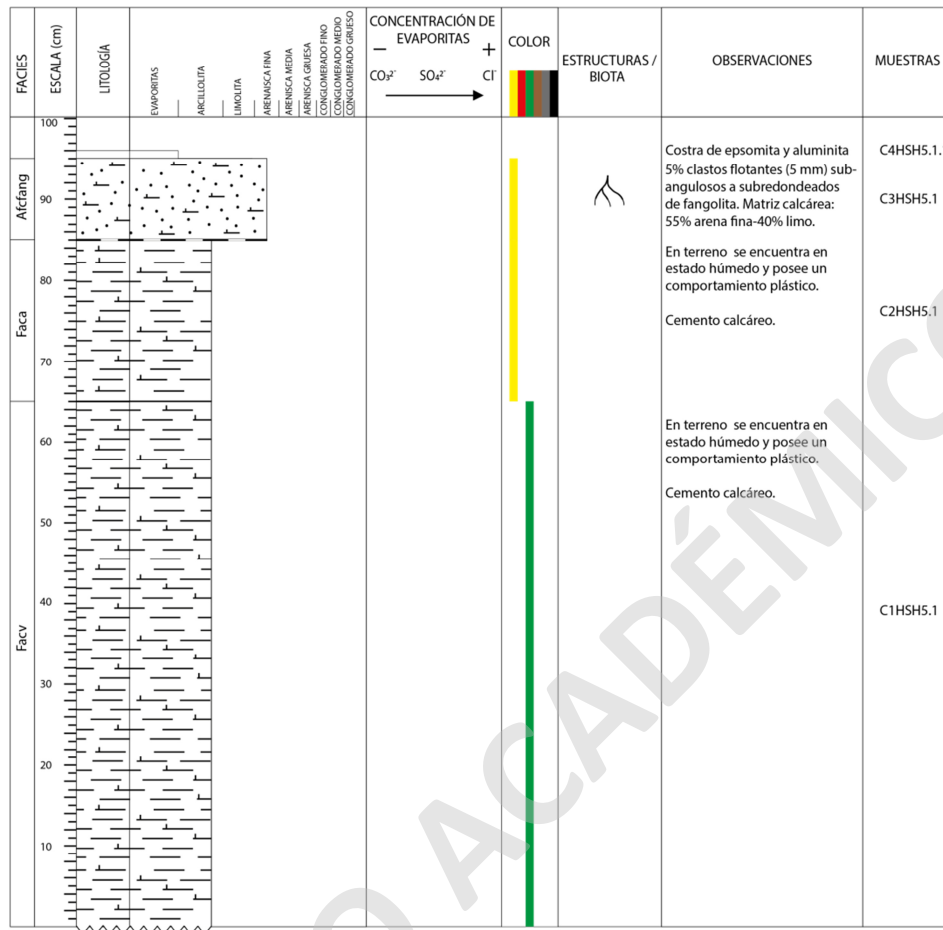 FACIES
ESCALA (cm)
LITOLOGÍA
EVAPORITAS
ARCILLOLITA
LIMOLITA
ARENAISCA FINA
ARENISCA MEDIA
ARENISCA GRUESA
CONGLOMERADO FINO
CONGLOMERADO MEDIO
CONGLOMERADO GRUESO
CONCENTRACIÓN DE
EVAPORITAS
− +
CO₃²⁻ SO₄²⁻ Cl⁻
COLOR
ESTRUCTURAS /
BIOTA
OBSERVACIONES
MUESTRAS
100
90
80
70
60
50
40
30
20
10
Afcfang
Faca
Facv
Costra de epsomita y aluminita
5% clastos flotantes (5 mm) sub-
angulosos a subredondeados
de fangolita. Matriz calcárea:
55% arena fina-40% limo.
En terreno se encuentra en
estado húmedo y posee un
comportamiento plástico.
Cemento calcáreo.
En terreno se encuentra en
estado húmedo y posee un
comportamiento plástico.
Cemento calcáreo.
C4HSH5.1.
C3HSH5.1
C2HSH5.1
C1HSH5.1
O ACADÉMICO